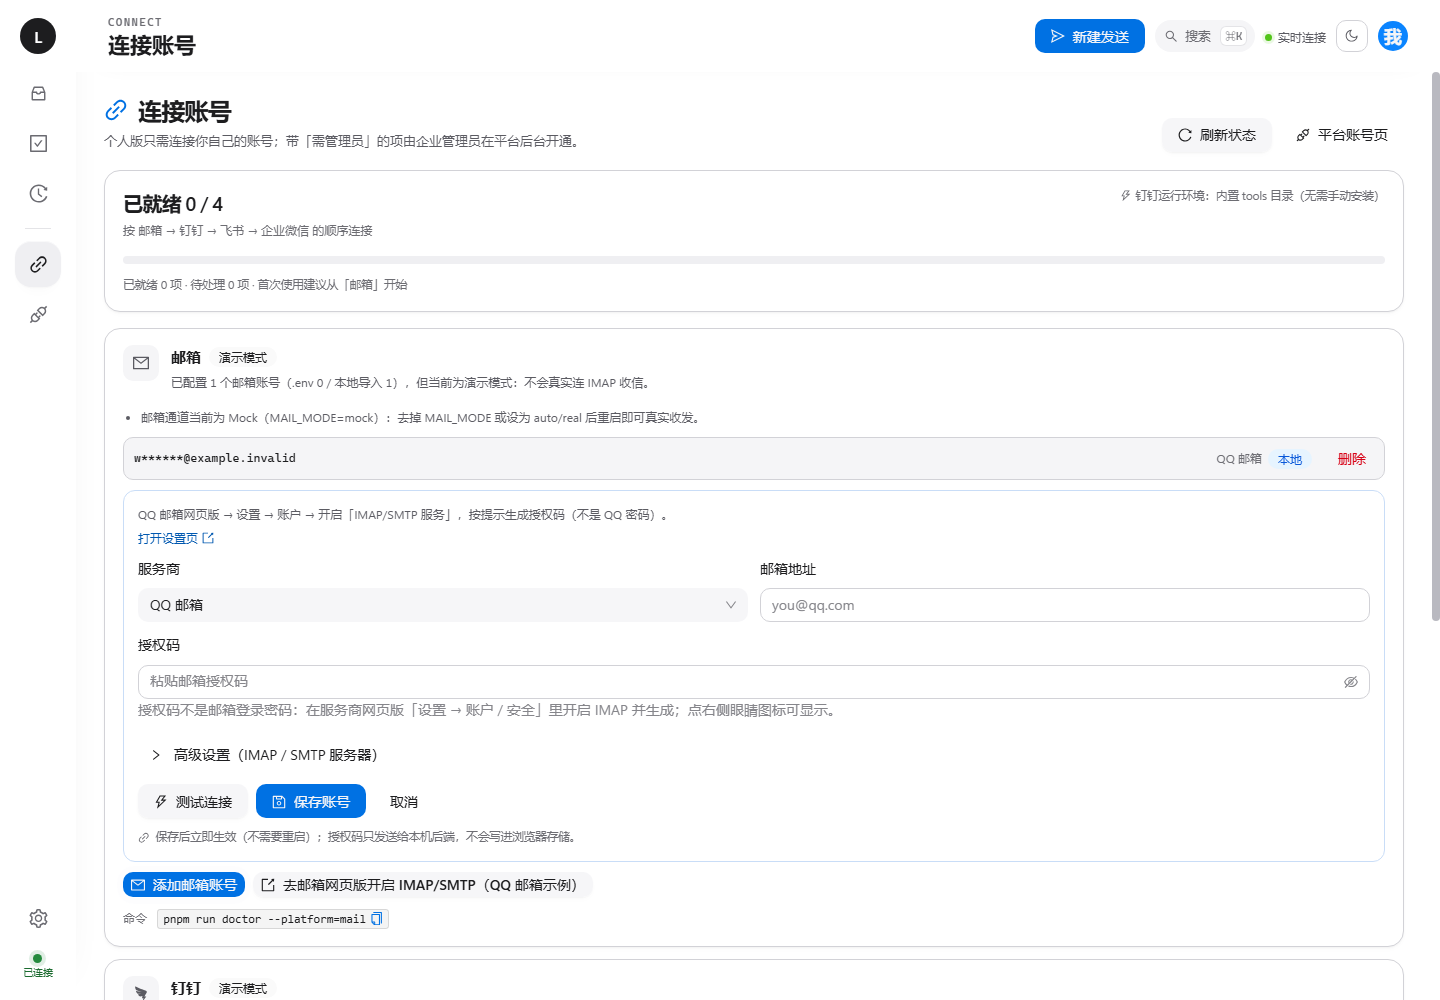 L
CONNECT
连接账号
新建发送
搜索 ⌘K
实时连接
我
连接账号
个人版只需连接你自己的账号；带「需管理员」的项由企业管理员在平台后台开通。
刷新状态
平台账号页
已就绪 0 / 4
钉钉运行环境：内置 tools 目录（无需手动安装）
按 邮箱 → 钉钉 → 飞书 → 企业微信 的顺序连接
已就绪 0 项 · 待处理 0 项 · 首次使用建议从「邮箱」开始
邮箱 演示模式
已配置 1 个邮箱账号（.env 0 / 本地导入 1），但当前为演示模式：不会真实连 IMAP 收信。
• 邮箱通道当前为 Mock（MAIL_MODE=mock）：去掉 MAIL_MODE 或设为 auto/real 后重启即可真实收发。
w******@example.invalid
QQ 邮箱 本地 删除
QQ 邮箱网页版 → 设置 → 账户 → 开启「IMAP/SMTP 服务」，按提示生成授权码（不是 QQ 密码）。
打开设置页
服务商
邮箱地址
QQ 邮箱
you@qq.com
授权码
粘贴邮箱授权码
授权码不是邮箱登录密码：在服务商网页版「设置 → 账户 / 安全」里开启 IMAP 并生成；点右侧眼睛图标可显示。
高级设置（IMAP / SMTP 服务器）
测试连接
保存账号
取消
保存后立即生效（不需要重启）；授权码只发送给本机后端，不会写进浏览器存储。
添加邮箱账号
去邮箱网页版开启 IMAP/SMTP（QQ 邮箱示例）
命令 pnpm run doctor --platform=mail
已连接
钉钉 演示模式